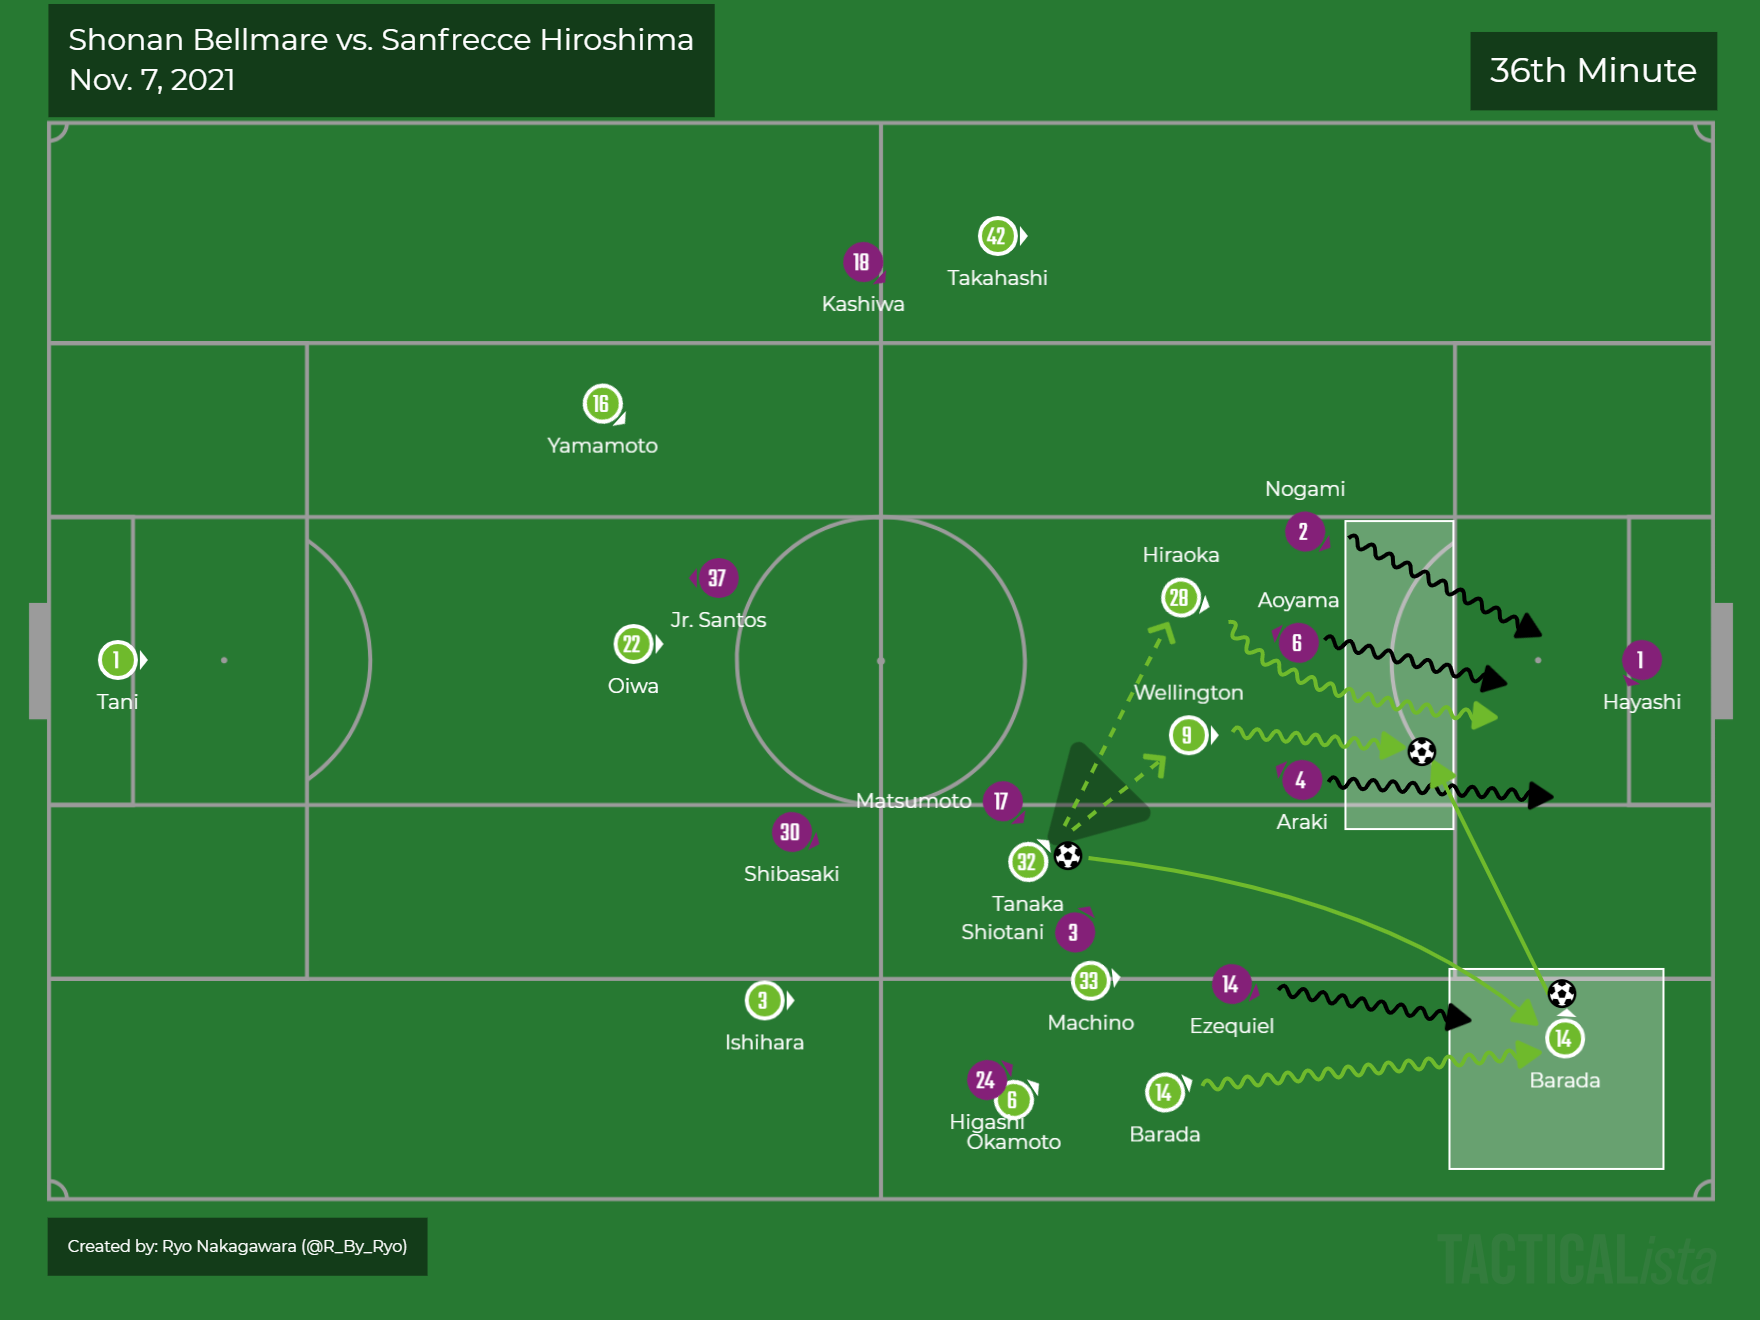 Shonan Bellmare vs. Sanfrecce Hiroshima
Nov. 7, 2021
36th Minute
42
Takahashi
18
Kashiwa
16
Yamamoto
Nogami
2
Hiraoka
28
Aoyama
6
37
Jr. Santos
22
Oiwa
1
Tani
1
Hayashi
Wellington
9
4
Araki
Matsumoto
17
30
Shibasaki
32
Tanaka
Shiotani
3
33
Machino
14
Ezequiel
3
Ishihara
14
Barada
24
Higashi
6
Okamoto
14
Barada
Created by: Ryo Nakagawara (@R_By_Ryo)
TACTICALista